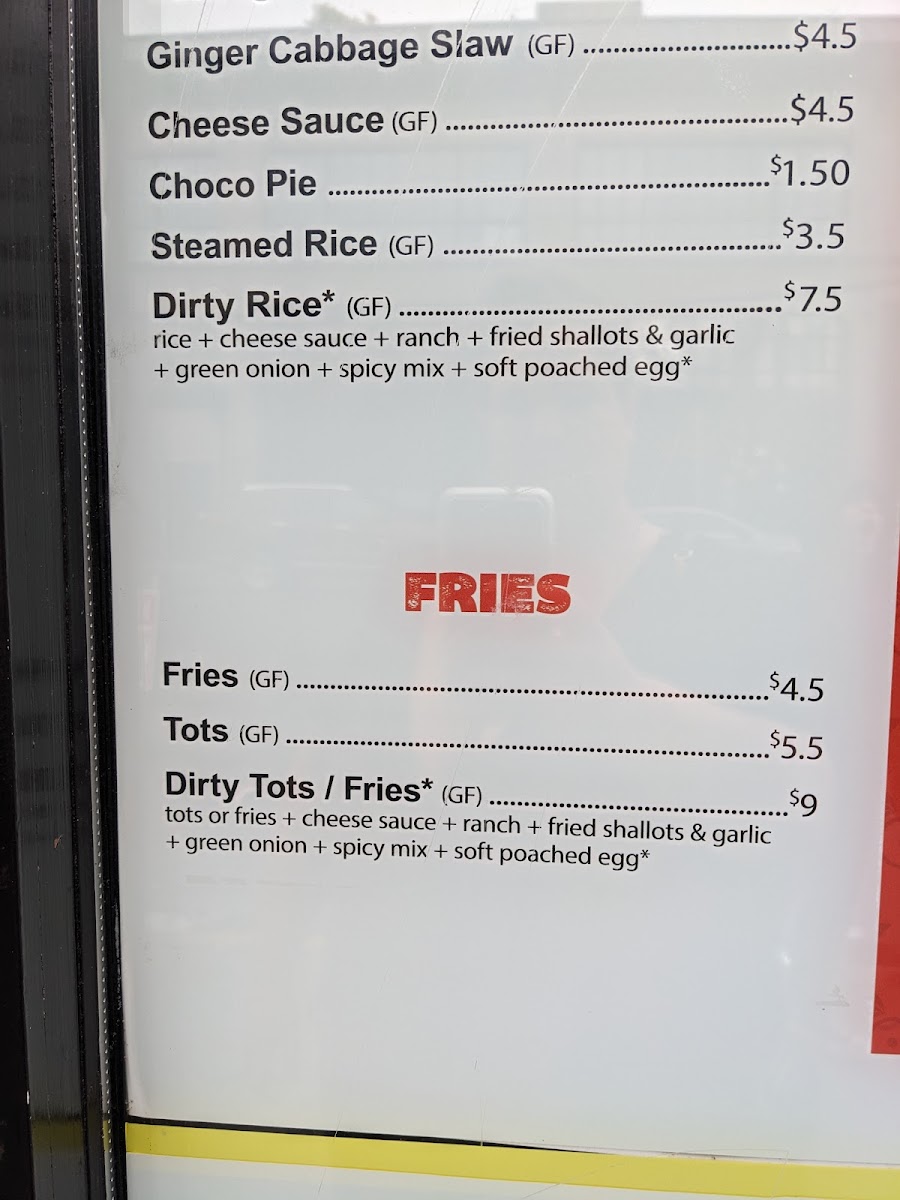 Ginger Cabbage Slaw (GF) ............................$4.5
Cheese Sauce (GF) .............................................$4.5
Choco Pie ..........................................................$1.50
Steamed Rice (GF) .............................................$3.5
Dirty Rice* (GF) ...................................................$7.5
rice + cheese sauce + ranch + fried shallots & garlic
+ green onion + spicy mix + soft poached egg*
FRIES
Fries (GF) ......................................................................$4.5
Tots (GF) ........................................................................$5.5
Dirty Tots / Fries* (GF) .............................................$9
tots or fries + cheese sauce + ranch + fried shallots & garlic
+ green onion + spicy mix + soft poached egg*